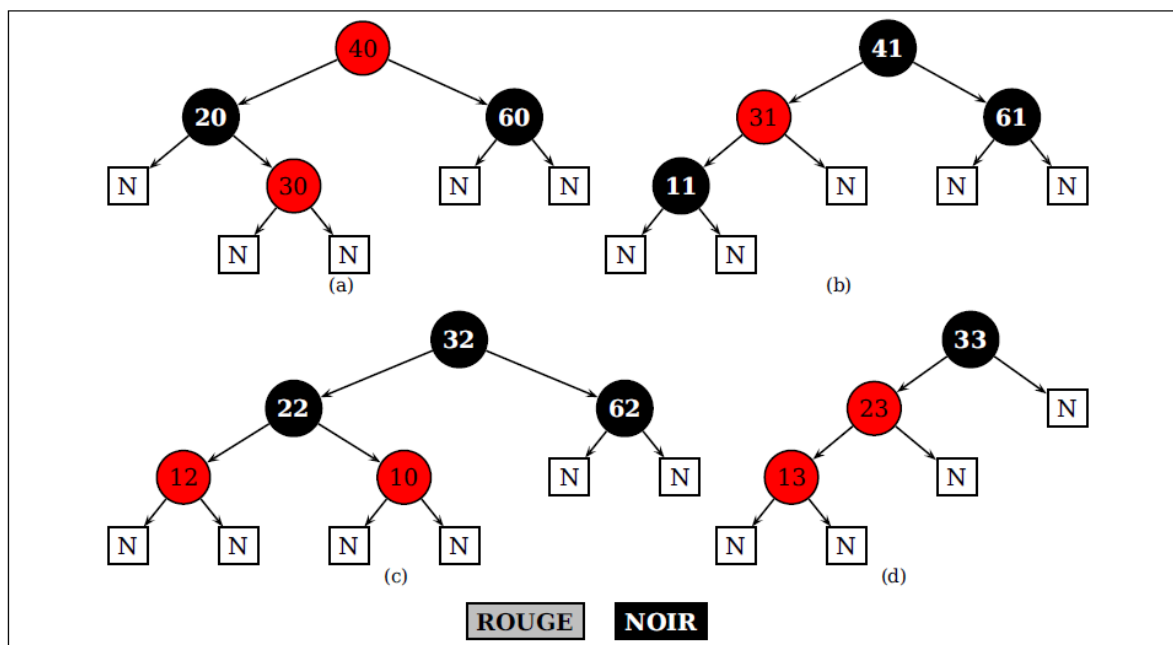 40 41
20 60 31 61
N 30 N N 11 N N N
N N N N
(a) (b)
32 33
22 62 23 N
12 10 N N 13 N
N N N N N N
(c) (d)
ROUGE NOIR